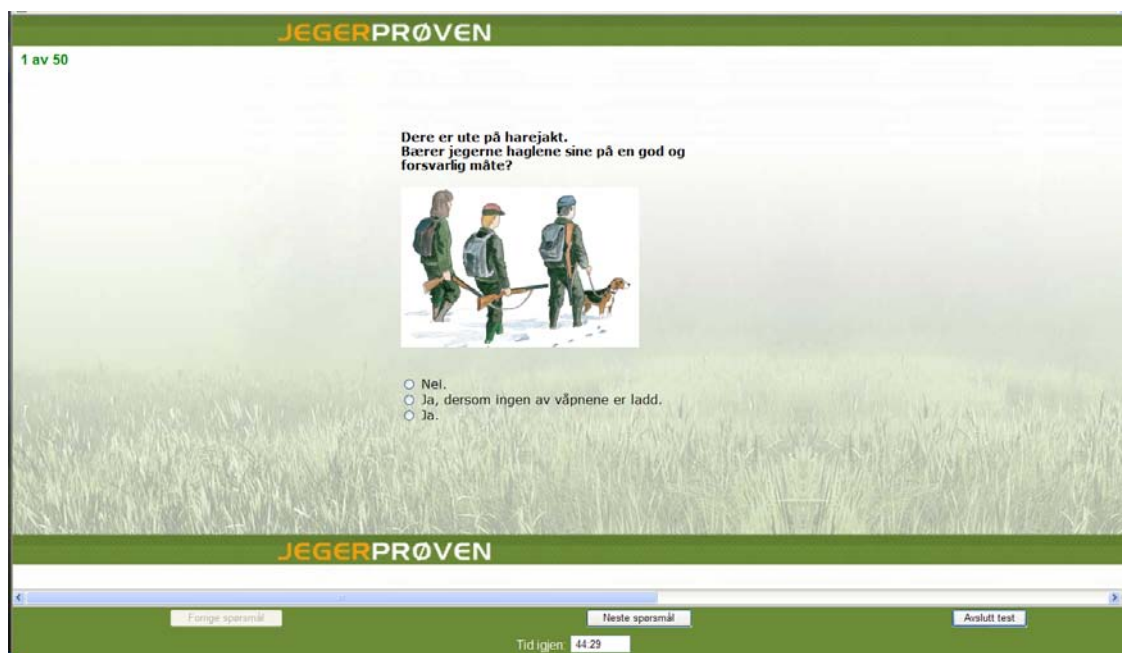 JEGERPRØVEN
1 av 50
Dere er ute på harejakt.
Bærer jegerne haglene sine på en god og
forsvarlig måte?
Nei.
Ja, dersom ingen av våpnene er ladd.
Ja.
JEGERPRØVEN
Forrige spørsmål
Neste spørsmål
Avslutt test
Tid igjen: 44:29